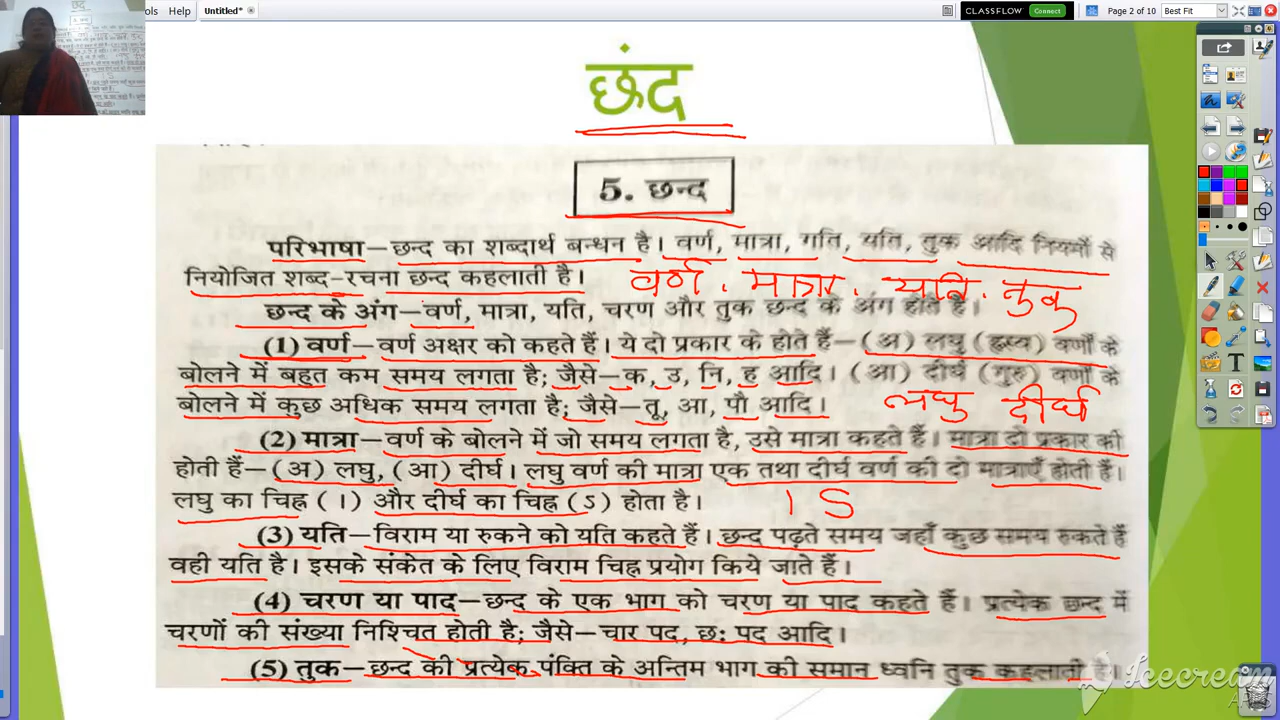 ols Help Untitled* CLASSFLOW Connect Page 2 of 10 Best Fit
छंद
5. छन्द
परिभाषा–छन्द का शब्दार्थ बन्धन है। वर्ण, मात्रा, गति, यति, तुक आदि नियमों से
नियोजित शब्द-रचना छन्द कहलाती है।
वर्ण . मात्रा . यति . तुक
छन्द के अंग–वर्ण, मात्रा, यति, चरण और तुक छन्द के अंग होते है।
(1) वर्ण–वर्ण अक्षर को कहते हैं। ये दो प्रकार के होते हैं–(अ) लघु (ह्रस्व) वर्णों के
बोलने में बहुत कम समय लगता है; जैसे–क, उ, नि, ह आदि। (आ) दीर्घ (गुरु) वर्णों के
बोलने में कुछ अधिक समय लगता है; जैसे–तू, आ, पौ आदि।
लघु दीर्घ
(2) मात्रा–वर्ण के बोलने में जो समय लगता है, उसे मात्रा कहते हैं। मात्रा दो प्रकार की
होती हैं–(अ) लघु, (आ) दीर्घ। लघु वर्ण की मात्रा एक तथा दीर्घ वर्ण की दो मात्राएँ होती हैं।
लघु का चिह्न (।) और दीर्घ का चिह्न (ऽ) होता है।
। ऽ
(3) यति–विराम या रुकने को यति कहते हैं। छन्द पढ़ते समय जहाँ कुछ समय रुकते हैं
वही यति है। इसके संकेत के लिए विराम चिह्न प्रयोग किये जाते हैं।
(4) चरण या पाद–छन्द के एक भाग को चरण या पाद कहते हैं। प्रत्येक छन्द में
चरणों की संख्या निश्चित होती है; जैसे–चार पद, छः पद आदि।
(5) तुक–छन्द की प्रत्येक पंक्ति के अन्तिम भाग की समान ध्वनि तुक कहलाती है।
Icecream
APPS